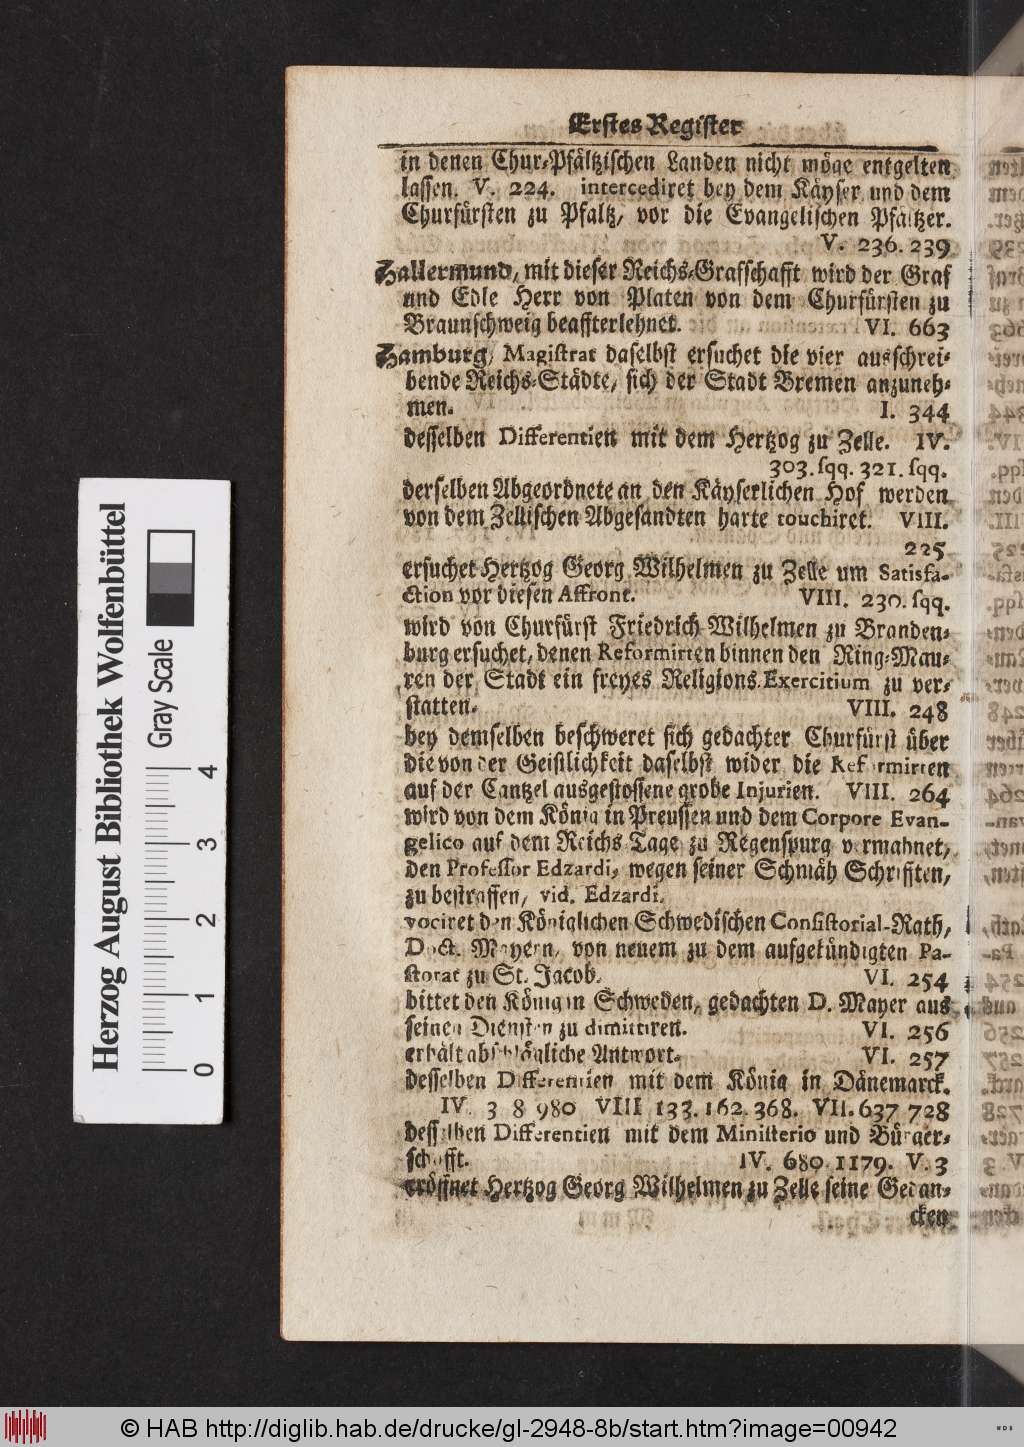 Erstes Register
in denen Chur-Pfältzischen Landen nicht möge entgelten
lassen. V. 224. intercediret bey dem Käyser und dem
Churfürsten zu Pfaltz, vor die Evangelischen Pfältzer.
V. 236. 239
Hallermund, mit dieser Reichs-Grafschafft wird der Graf
und Edle Herr von Platen von dem Churfürsten zu
Braunschweig beaffterlehnet. VI. 663
Hamburg, Magistrat daselbst ersuchet die vier ausschrei-
bende Reichs-Städte, sich der Stadt Bremen anzuneh-
men. I. 344
desselben Differentien mit dem Hertzog zu Zelle. IV.
303. sqq. 321. sqq.
derselben Abgeordnete an den Käyserlichen Hof werden
von dem Zellischen Abgesandten harte touchiret. VIII.
225
ersuchet Hertzog Georg Wilhelmen zu Zelle um Satisfa-
ction vor diesen Affront. VIII. 230. sqq.
wird von Churfürst Friedrich Wilhelmen zu Branden-
burg ersuchet, denen Reformirten binnen den Ring-Mau-
ren der Stadt ein freyes Religions-Exercitium zu ver-
statten. VIII. 248
bey demselben beschweret sich gedachter Churfürst über
die von der Geistlichkeit daselbst wider die Reformirten
auf der Cantzel ausgestossene grobe Injurien. VIII. 264
wird von dem König in Preussen und dem Corpore Evan-
gelico auf dem Reichs Tage zu Regenspurg vermahnet,
den Professor Edzardi, wegen seiner Schmäh Schrifften,
zu bestraffen, vid. Edzardi.
vociret den Königlichen Schwedischen Consistorial-Rath,
Doct. Mayern, von neuem zu dem aufgekündigten Pa-
storat zu St. Jacob. VI. 254
bittet den König in Schweden, gedachten D. Mayer aus
seinen Diensten zu dimittiren. VI. 256
erhält abschlägliche Antwort. VI. 257
desselben Differentien mit dem König in Dänemarck.
IV. 3 8 980 VIII 133. 162. 368. VII. 637 728
desselben Differentien mit dem Ministerio und Bürger-
schafft. IV. 680. 1179. V. 3
eröffnet Hertzog Georg Wilhelmen zu Zelle seine Gedan-
cken
Herzog August Bibliothek Wolfenbüttel
Gray Scale
0 1 2 3 4
© HAB http://diglib.hab.de/drucke/gl-2948-8b/start.htm?image=00942